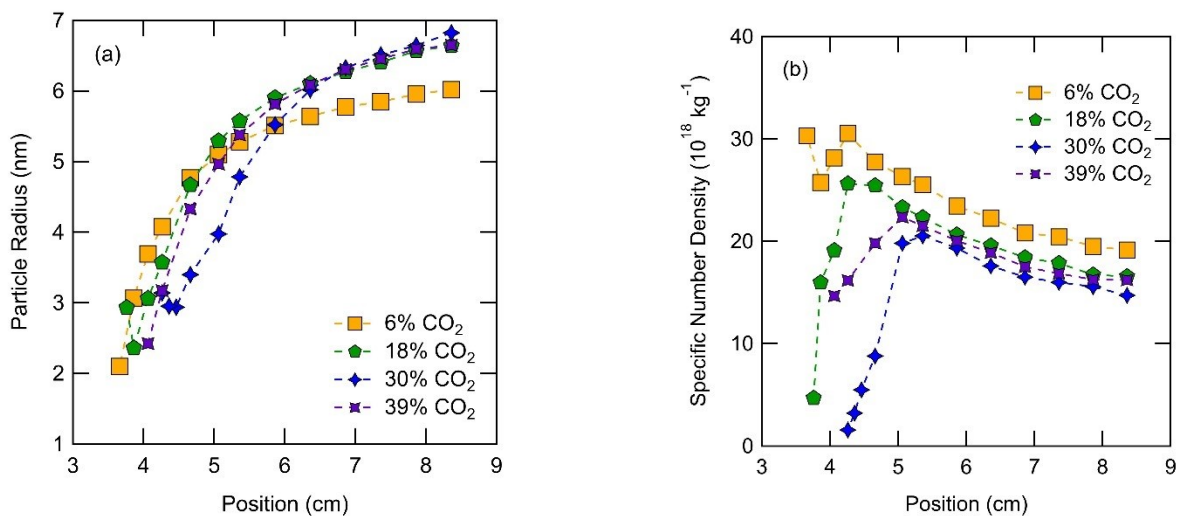 (a)
Particle Radius (nm)
7
6
5
4
3
2
1
3 4 5 6 7 8 9
Position (cm)
6% CO₂
18% CO₂
30% CO₂
39% CO₂
(b)
Specific Number Density (10¹⁸ kg⁻¹)
40
30
20
10
0
3 4 5 6 7 8 9
Position (cm)
6% CO₂
18% CO₂
30% CO₂
39% CO₂